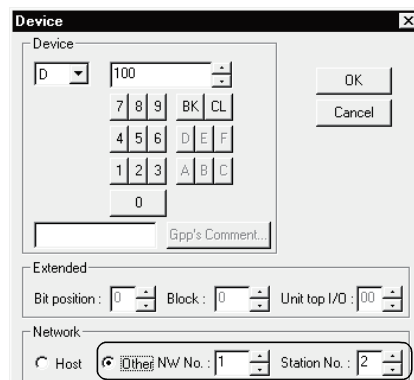 Device
Device
D 100
OK
7 8 9 BK CL
Cancel
4 5 6 D E F
1 2 3 A B C
0
Gpp's Comment...
Extended
Bit position : 0 Block : 0 Unit top I/O : 00
Network
Host Other NW No. : 1 Station No. : 2